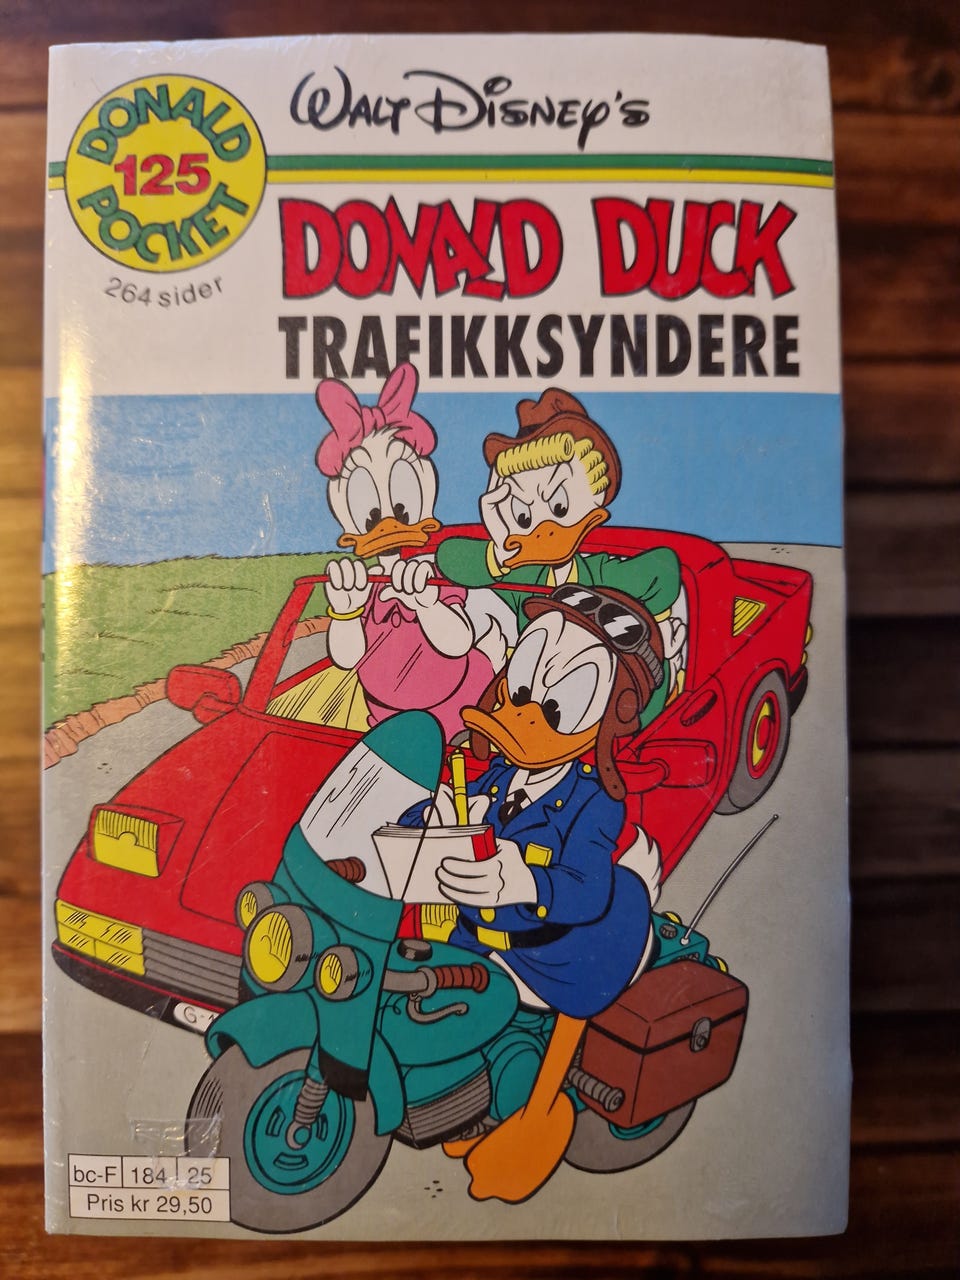 WALT DISNEY'S
DONALD
125
POCKET
264 sider
DONALD DUCK
TRAFIKKSYNDERE
G-
bc-F 184 25
Pris kr 29,50